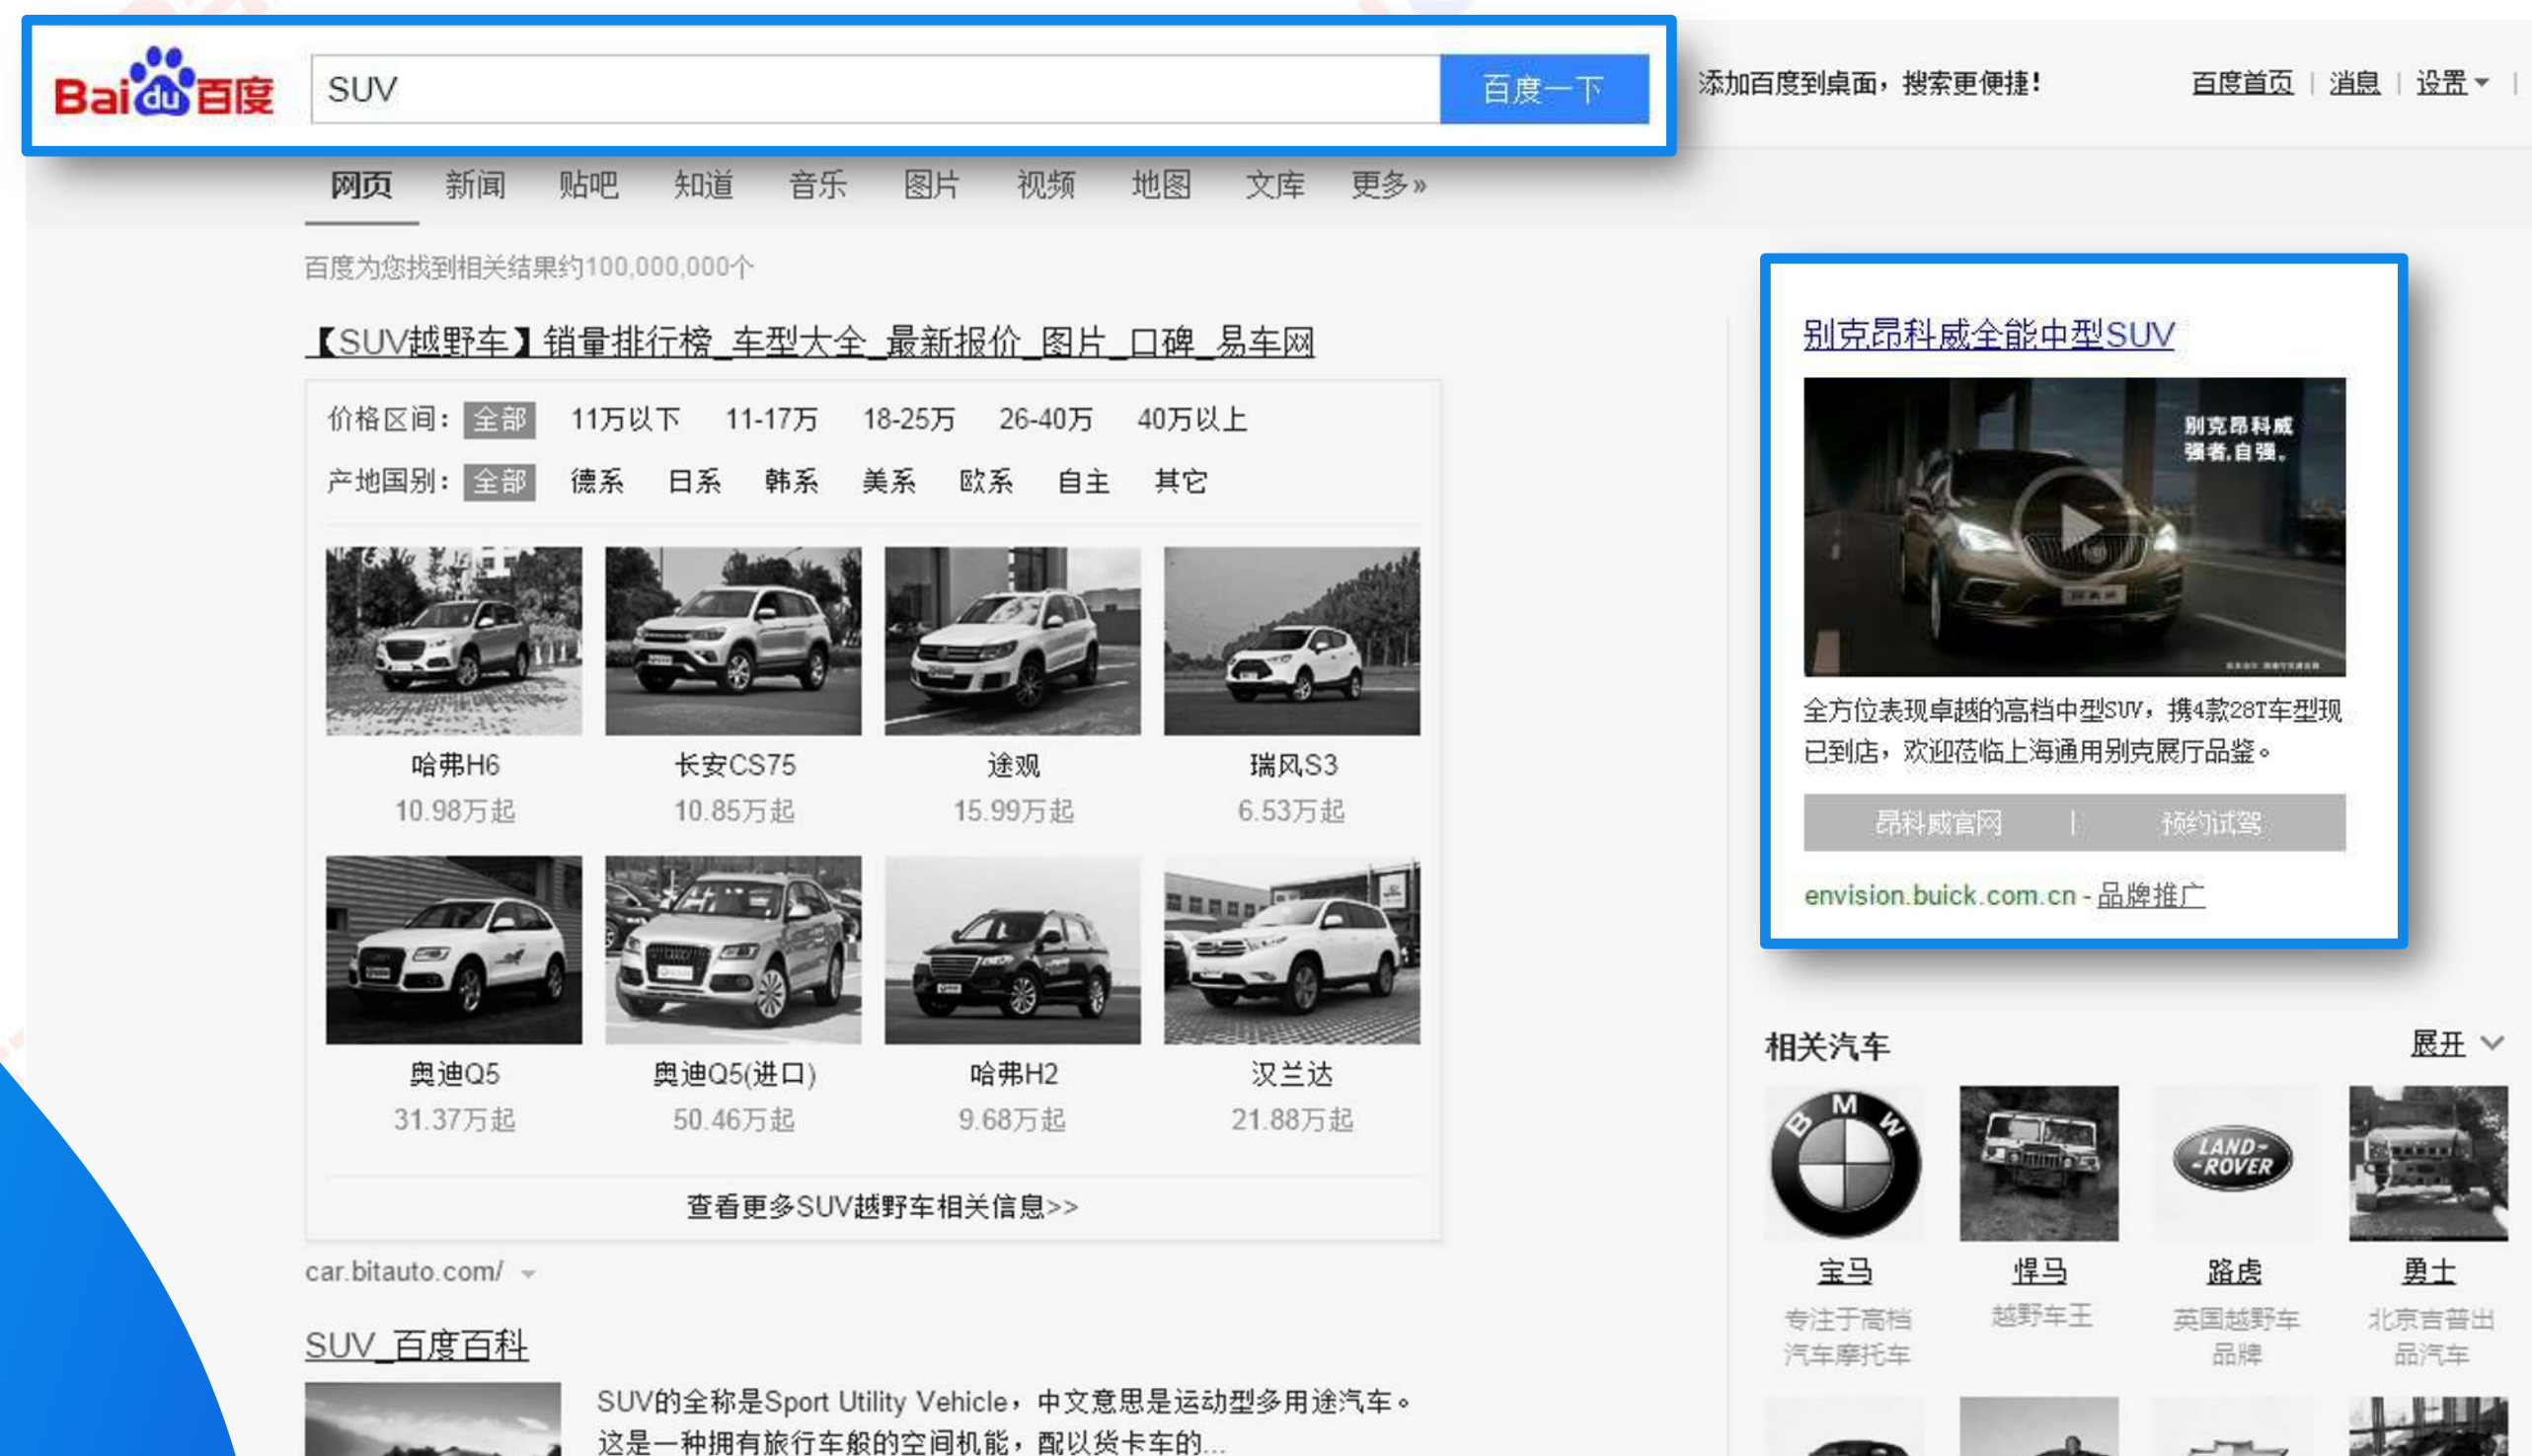 Bai du 百度
SUV
百度一下
添加百度到桌面，搜索更便捷！
百度首页 | 消息 | 设置 |
网页 新闻 贴吧 知道 音乐 图片 视频 地图 文库 更多»
百度为您找到相关结果约100,000,000个
【SUV越野车】销量排行榜_车型大全_最新报价_图片_口碑_易车网
价格区间： 全部 11万以下 11-17万 18-25万 26-40万 40万以上
产地国别： 全部 德系 日系 韩系 美系 欧系 自主 其它
哈弗H6 长安CS75 途观 瑞风S3
10.98万起 10.85万起 15.99万起 6.53万起
奥迪Q5 奥迪Q5(进口) 哈弗H2 汉兰达
31.37万起 50.46万起 9.68万起 21.88万起
查看更多SUV越野车相关信息>>
car.bitauto.com/
SUV_百度百科
SUV的全称是Sport Utility Vehicle，中文意思是运动型多用途汽车。
这是一种拥有旅行车般的空间机能，配以货卡车的...
别克昂科威全能中型SUV
别克昂科威
强者,自强。
全方位表现卓越的高档中型SUV，携4款28T车型现
已到店，欢迎莅临上海通用别克展厅品鉴。
昂科威官网 | 预约试驾
envision.buick.com.cn - 品牌推广
相关汽车 展开
BMW
LAND-
-ROVER
宝马 悍马 路虎 勇士
专注于高档 越野车王 英国越野车 北京吉普出
汽车摩托车 品牌 品汽车